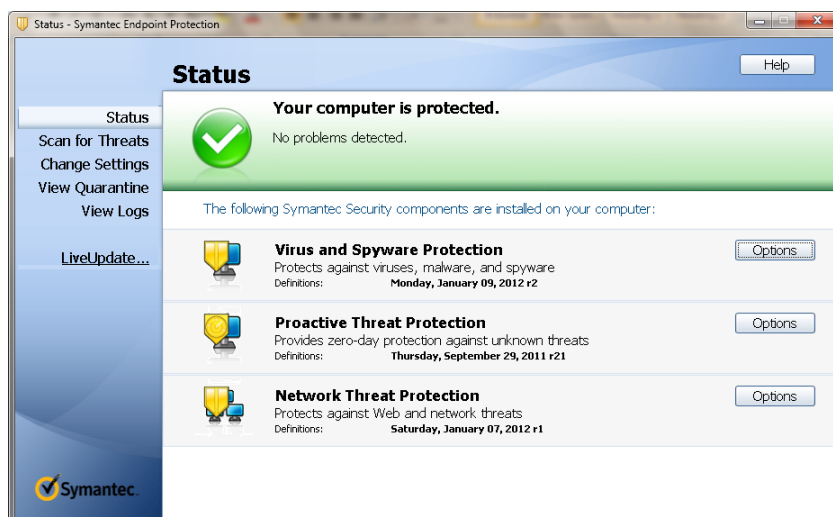 Status - Symantec Endpoint Protection
Status
Help
Status
Scan for Threats
Change Settings
View Quarantine
View Logs
LiveUpdate...
Your computer is protected.
No problems detected.
The following Symantec Security components are installed on your computer:
Virus and Spyware Protection
Options
Protects against viruses, malware, and spyware
Definitions: Monday, January 09, 2012 r2
Proactive Threat Protection
Options
Provides zero-day protection against unknown threats
Definitions: Thursday, September 29, 2011 r21
Network Threat Protection
Options
Protects against Web and network threats
Definitions: Saturday, January 07, 2012 r1
Symantec.